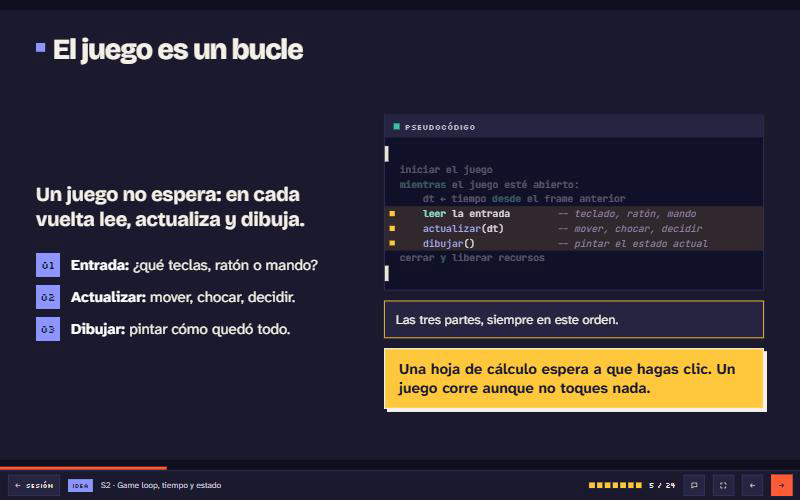 El juego es un bucle
Un juego no espera: en cada
vuelta lee, actualiza y dibuja.
01 Entrada: ¿qué teclas, ratón o mando?
02 Actualizar: mover, chocar, decidir.
03 Dibujar: pintar cómo quedó todo.
PSEUDOCÓDIGO
iniciar el juego
mientras el juego esté abierto:
dt ← tiempo desde el frame anterior
leer la entrada -- teclado, ratón, mando
actualizar(dt) -- mover, chocar, decidir
dibujar() -- pintar el estado actual
cerrar y liberar recursos
Las tres partes, siempre en este orden.
Una hoja de cálculo espera a que hagas clic. Un
juego corre aunque no toques nada.
← SESIÓN IDEA S2 · Game loop, tiempo y estado 5 / 24 ← →